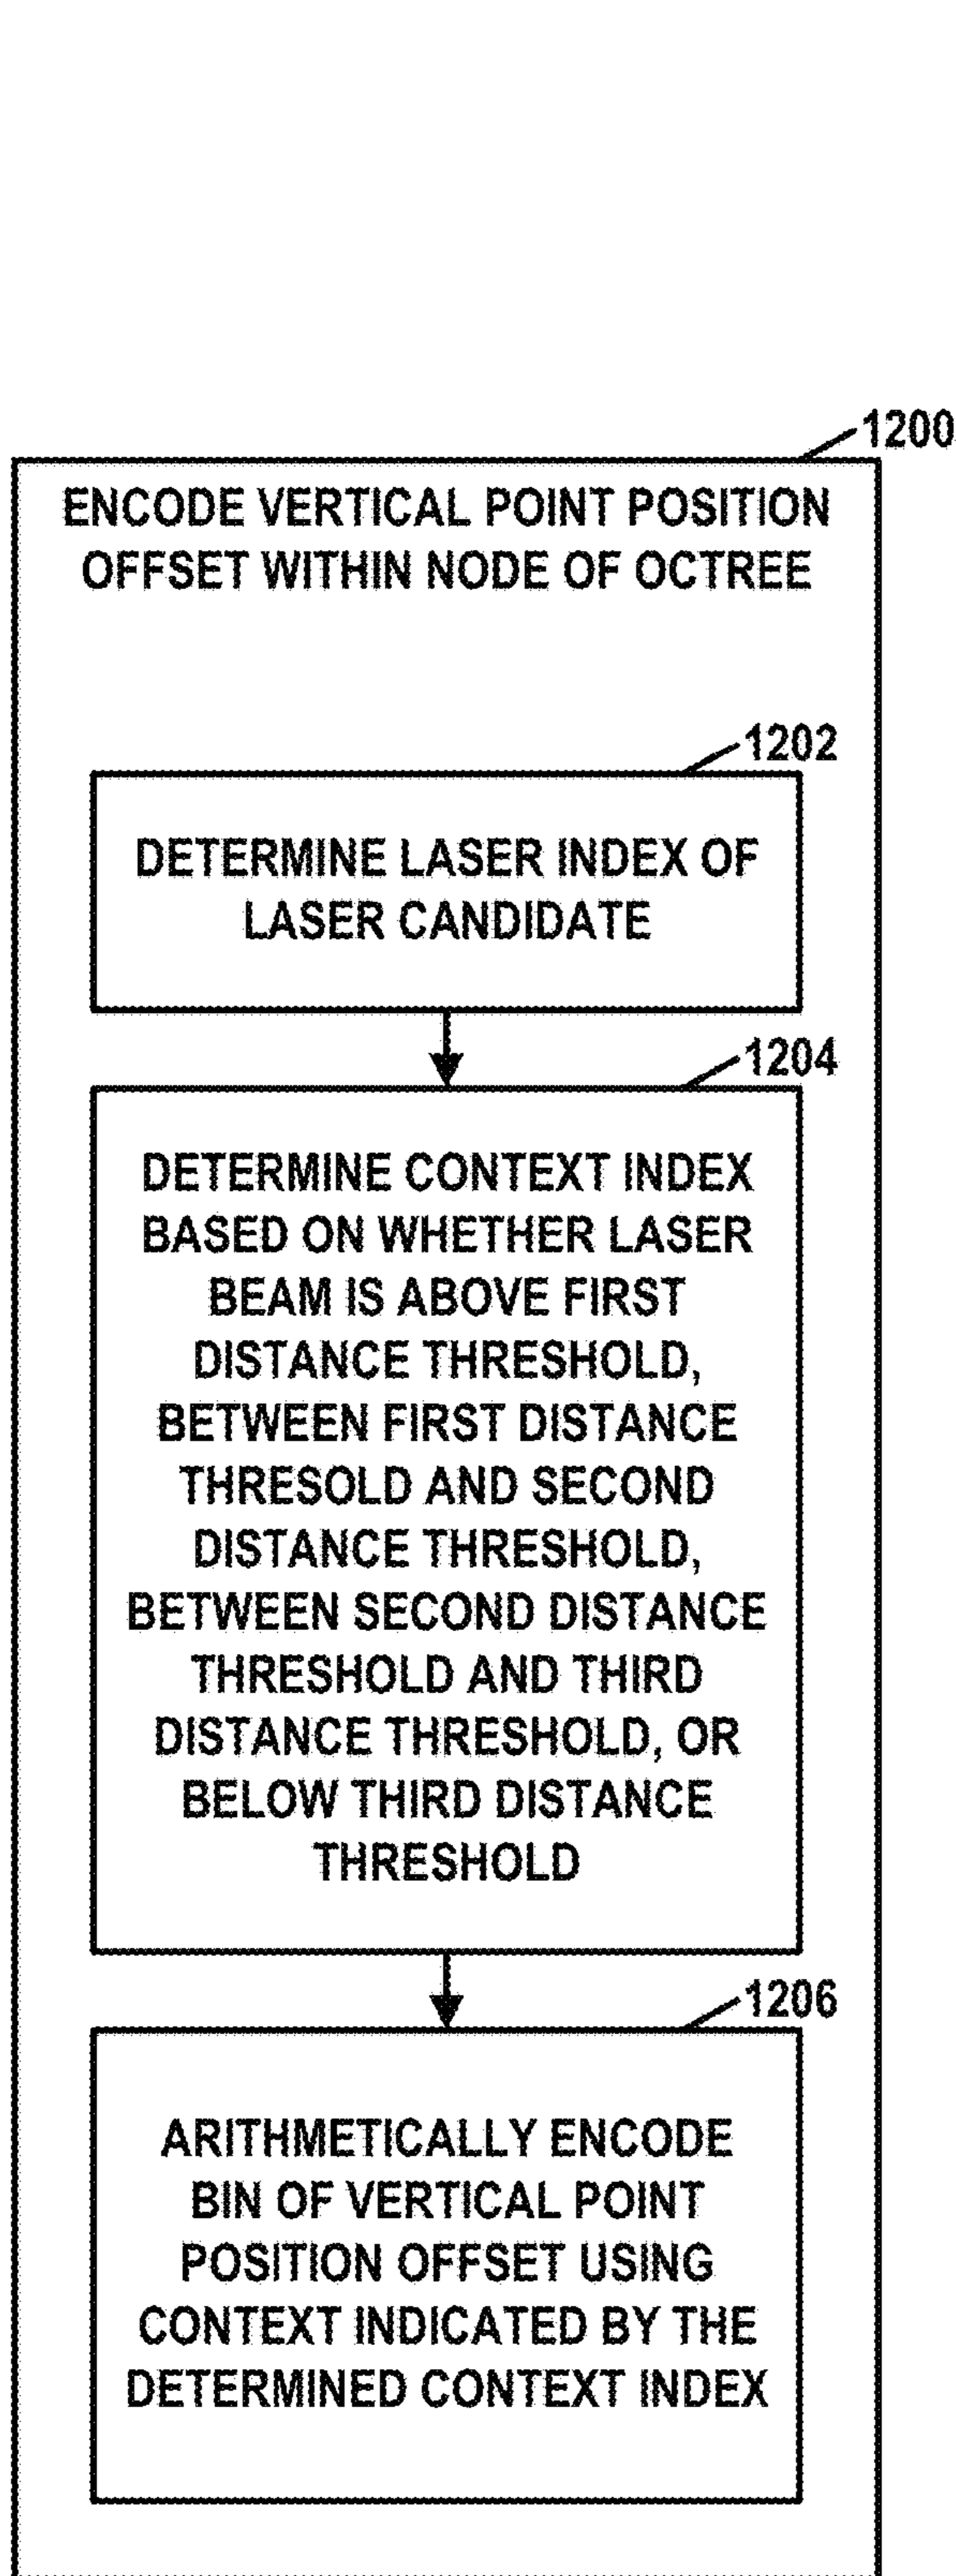 1200
ENCODE VERTICAL POINT POSITION
OFFSET WITHIN NODE OF OCTREE
1202
DETERMINE LASER INDEX OF
LASER CANDIDATE
1204
DETERMINE CONTEXT INDEX
BASED ON WHETHER LASER
BEAM IS ABOVE FIRST
DISTANCE THRESHOLD,
BETWEEN FIRST DISTANCE
THRESOLD AND SECOND
DISTANCE THRESHOLD,
BETWEEN SECOND DISTANCE
THRESHOLD AND THIRD
DISTANCE THRESHOLD, OR
BELOW THIRD DISTANCE
THRESHOLD
1206
ARITHMETICALLY ENCODE
BIN OF VERTICAL POINT
POSITION OFFSET USING
CONTEXT INDICATED BY THE
DETERMINED CONTEXT INDEX